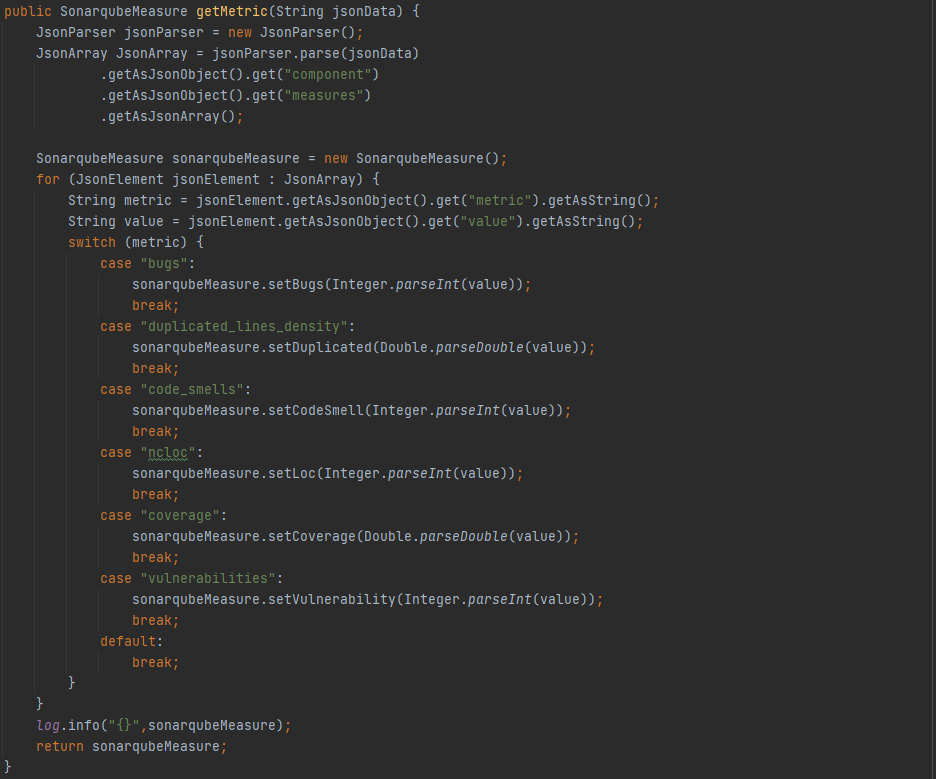 public SonarqubeMeasure getMetric(String jsonData) {
    JsonParser jsonParser = new JsonParser();
    JsonArray JsonArray = jsonParser.parse(jsonData)
            .getAsJsonObject().get("component")
            .getAsJsonObject().get("measures")
            .getAsJsonArray();

    SonarqubeMeasure sonarqubeMeasure = new SonarqubeMeasure();
    for (JsonElement jsonElement : JsonArray) {
        String metric = jsonElement.getAsJsonObject().get("metric").getAsString();
        String value = jsonElement.getAsJsonObject().get("value").getAsString();
        switch (metric) {
            case "bugs":
                sonarqubeMeasure.setBugs(Integer.parseInt(value));
                break;
            case "duplicated_lines_density":
                sonarqubeMeasure.setDuplicated(Double.parseDouble(value));
                break;
            case "code_smells":
                sonarqubeMeasure.setCodeSmell(Integer.parseInt(value));
                break;
            case "ncloc":
                sonarqubeMeasure.setLoc(Integer.parseInt(value));
                break;
            case "coverage":
                sonarqubeMeasure.setCoverage(Double.parseDouble(value));
                break;
            case "vulnerabilities":
                sonarqubeMeasure.setVulnerability(Integer.parseInt(value));
                break;
            default:
                break;
        }
    }
    log.info("{}",sonarqubeMeasure);
    return sonarqubeMeasure;
}